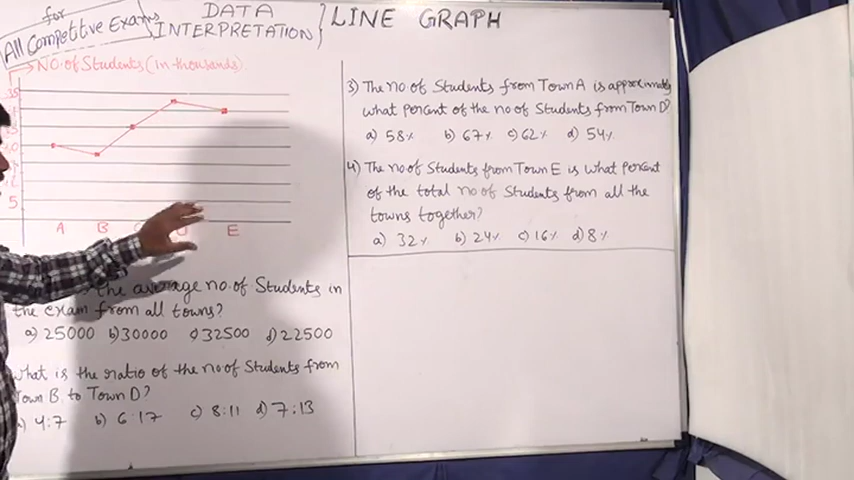 for
All Competitive Exams
DATA
INTERPRETATION
LINE GRAPH
No. of Students (in thousands)
35
5
A B D E
the average no. of Students in
the exam from all towns?
a) 25000 b) 30000 c) 32500 d) 22500
What is the ratio of the no of Students from
Town B to Town D?
a) 4:7 b) 6:17 c) 8:11 d) 7:13
3) The no of Students from Town A is approximately
what percent of the no of Students from Town D?
a) 58% b) 67% c) 62% d) 54%
4) The no of Students from Town E is what percent
of the total no of Students from all the
towns together?
a) 32% b) 24% c) 16% d) 8%